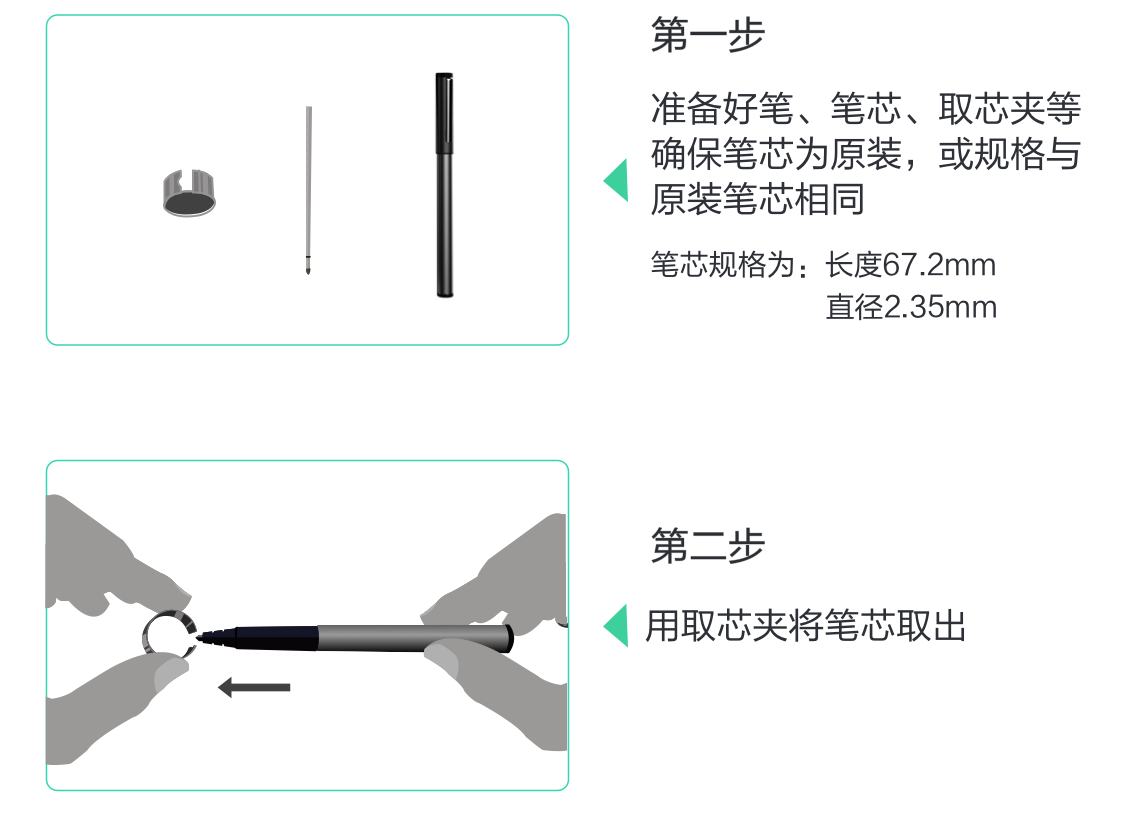 第一步
准备好笔、笔芯、取芯夹等
确保笔芯为原装，或规格与
原装笔芯相同
笔芯规格为：长度67.2mm
直径2.35mm
第二步
用取芯夹将笔芯取出